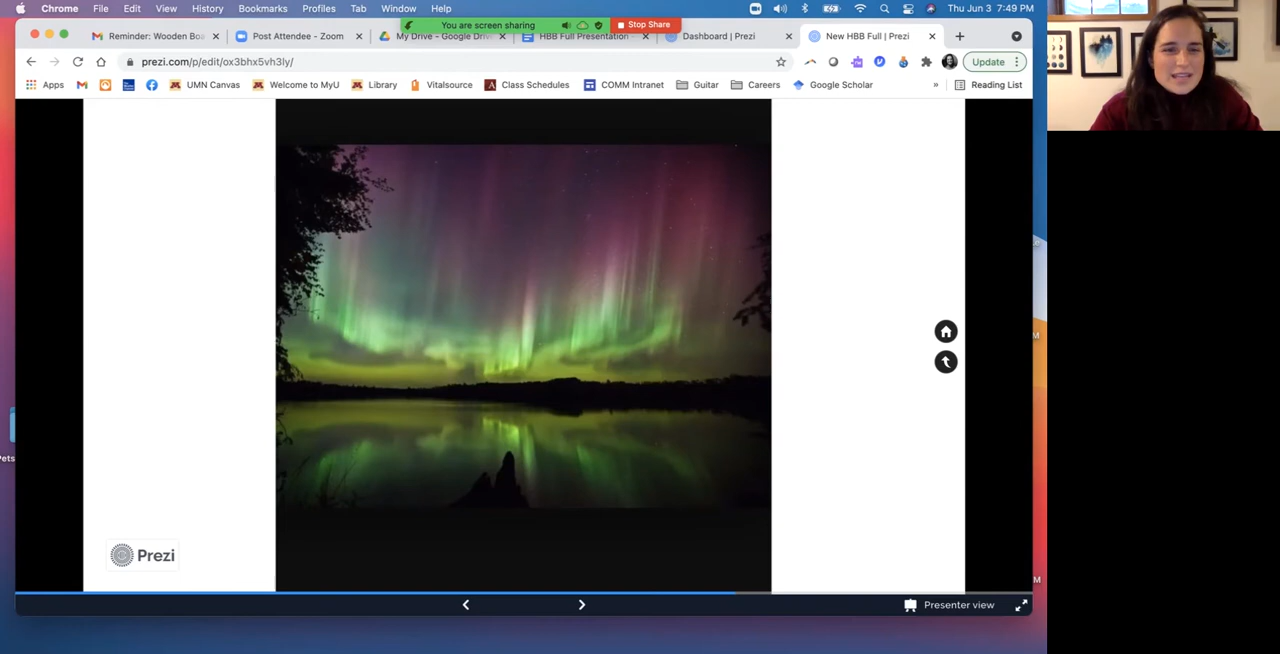 Chrome File Edit View History Bookmarks Profiles Tab Window Help Thu Jun 3 7:49 PM
You are screen sharing Stop Share
Reminder: Wooden Boa My Drive - Google Driv HBB Full Presentation - Dashboard | Prezi New HBB Full | Prezi
Post Attendee - Zoom
prezi.com/p/edit/ox3bhx5vh3ly/ Update
Apps UMN Canvas Welcome to MyU Library Vitalsource Class Schedules COMM Intranet Guitar Careers Google Scholar » Reading List
Pets
Prezi
Presenter view